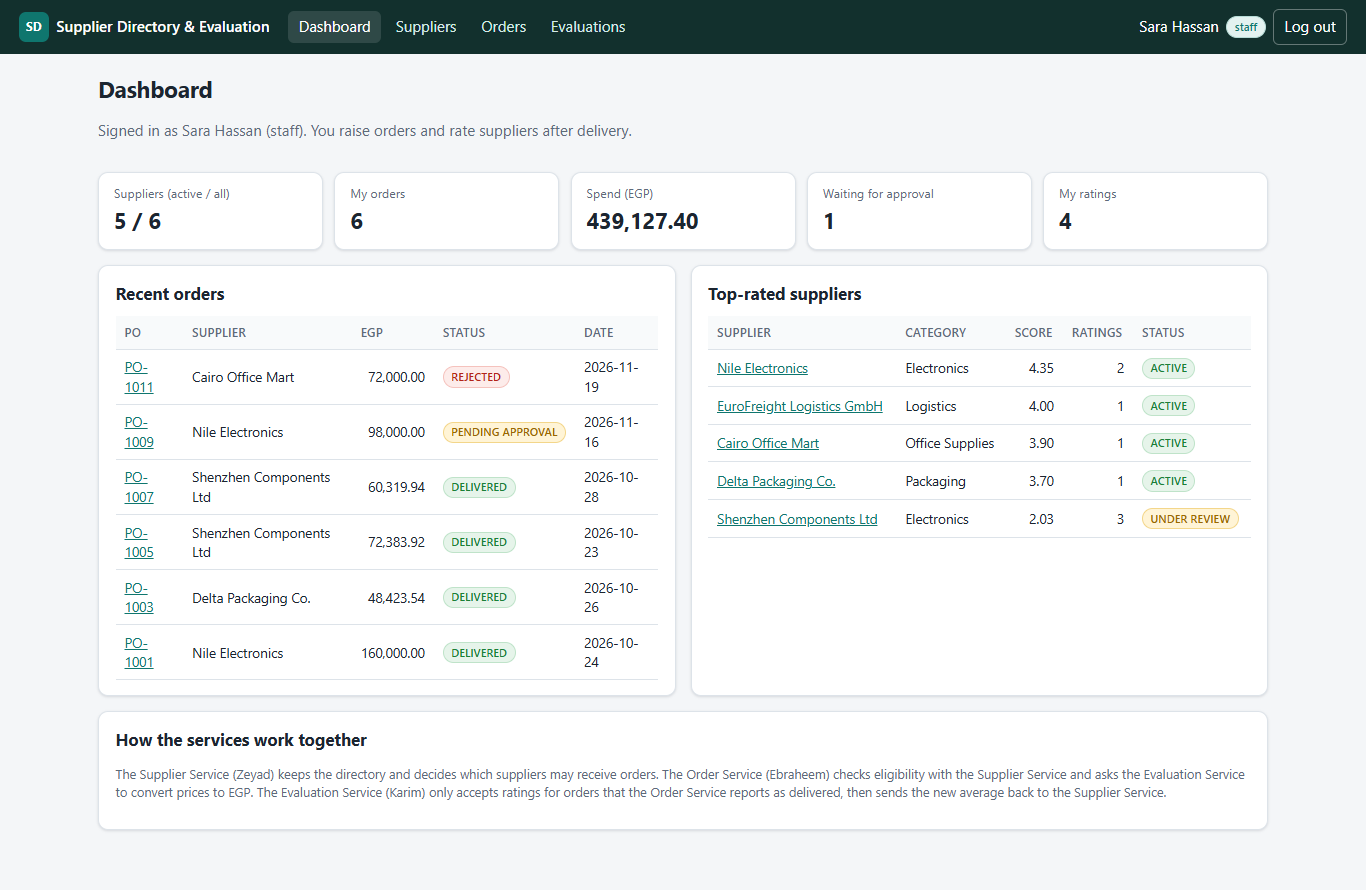 SD Supplier Directory & Evaluation Dashboard Suppliers Orders Evaluations Sara Hassan staff Log out
Dashboard
Signed in as Sara Hassan (staff). You raise orders and rate suppliers after delivery.
Suppliers (active / all)
5 / 6
My orders
6
Spend (EGP)
439,127.40
Waiting for approval
1
My ratings
4
Recent orders
PO SUPPLIER EGP STATUS DATE
PO-1011 Cairo Office Mart 72,000.00 REJECTED 2026-11-19
PO-1009 Nile Electronics 98,000.00 PENDING APPROVAL 2026-11-16
PO-1007 Shenzhen Components Ltd 60,319.94 DELIVERED 2026-10-28
PO-1005 Shenzhen Components Ltd 72,383.92 DELIVERED 2026-10-23
PO-1003 Delta Packaging Co. 48,423.54 DELIVERED 2026-10-26
PO-1001 Nile Electronics 160,000.00 DELIVERED 2026-10-24
Top-rated suppliers
SUPPLIER CATEGORY SCORE RATINGS STATUS
Nile Electronics Electronics 4.35 2 ACTIVE
EuroFreight Logistics GmbH Logistics 4.00 1 ACTIVE
Cairo Office Mart Office Supplies 3.90 1 ACTIVE
Delta Packaging Co. Packaging 3.70 1 ACTIVE
Shenzhen Components Ltd Electronics 2.03 3 UNDER REVIEW
How the services work together
The Supplier Service (Zeyad) keeps the directory and decides which suppliers may receive orders. The Order Service (Ebraheem) checks eligibility with the Supplier Service and asks the Evaluation Service
to convert prices to EGP. The Evaluation Service (Karim) only accepts ratings for orders that the Order Service reports as delivered, then sends the new average back to the Supplier Service.